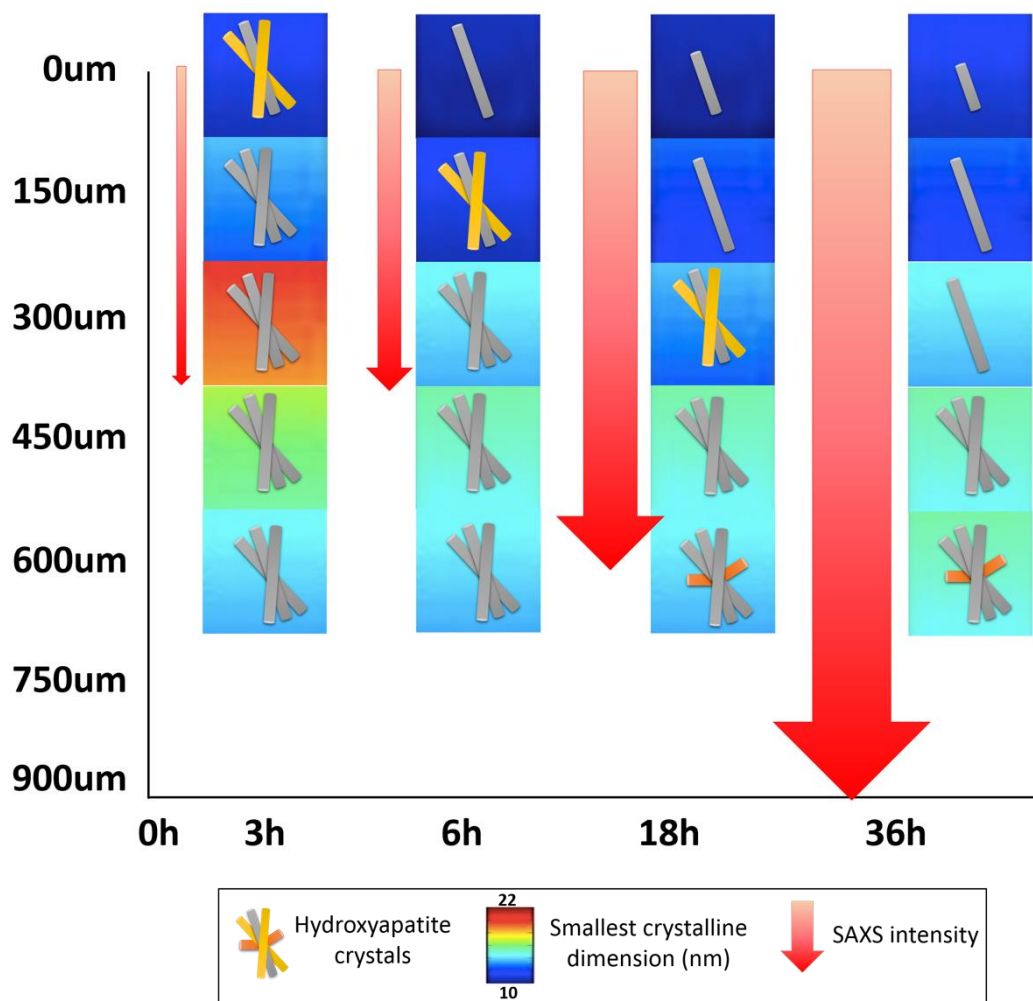 0um
150um
300um
450um
600um
750um
900um
0h 3h 6h 18h 36h
Hydroxyapatite
crystals
22
10
Smallest crystalline
dimension (nm)
SAXS intensity